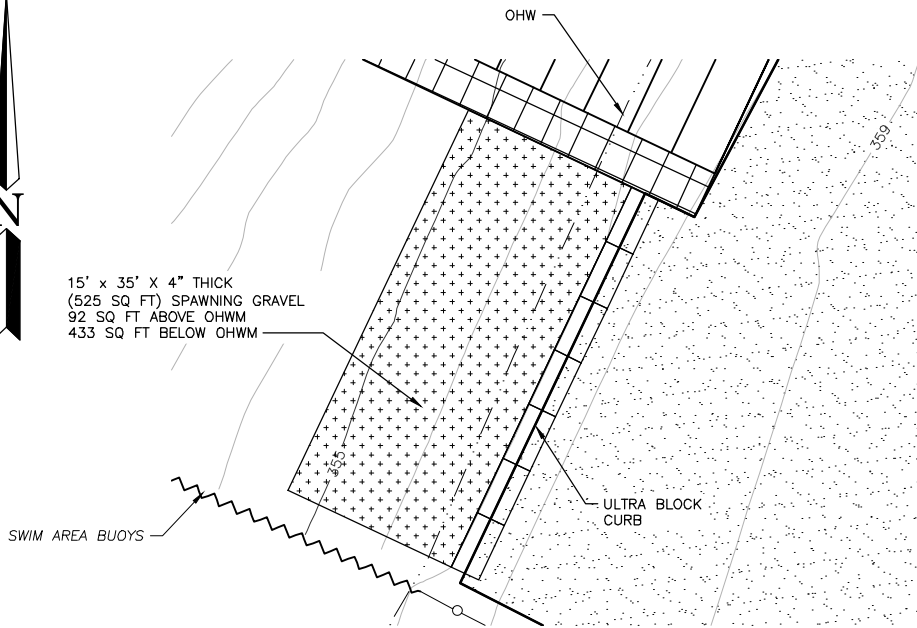 OHW
359
N
15' x 35' X 4" THICK
(525 SQ FT) SPAWNING GRAVEL
92 SQ FT ABOVE OHWM
433 SQ FT BELOW OHWM
355
ULTRA BLOCK
CURB
SWIM AREA BUOYS